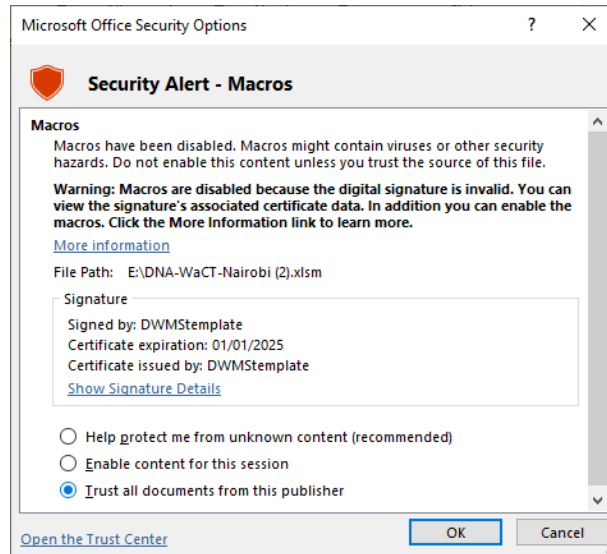 Microsoft Office Security Options
?
Security Alert - Macros
Macros
Macros have been disabled. Macros might contain viruses or other security
hazards. Do not enable this content unless you trust the source of this file.
Warning: Macros are disabled because the digital signature is invalid. You can
view the signature's associated certificate data. In addition you can enable the
macros. Click the More Information link to learn more.
More information
File Path: E:\DNA-WaCT-Nairobi (2).xlsm
Signature
Signed by: DWMStemplate
Certificate expiration: 01/01/2025
Certificate issued by: DWMStemplate
Show Signature Details
Help protect me from unknown content (recommended)
Enable content for this session
Trust all documents from this publisher
Open the Trust Center
OK
Cancel